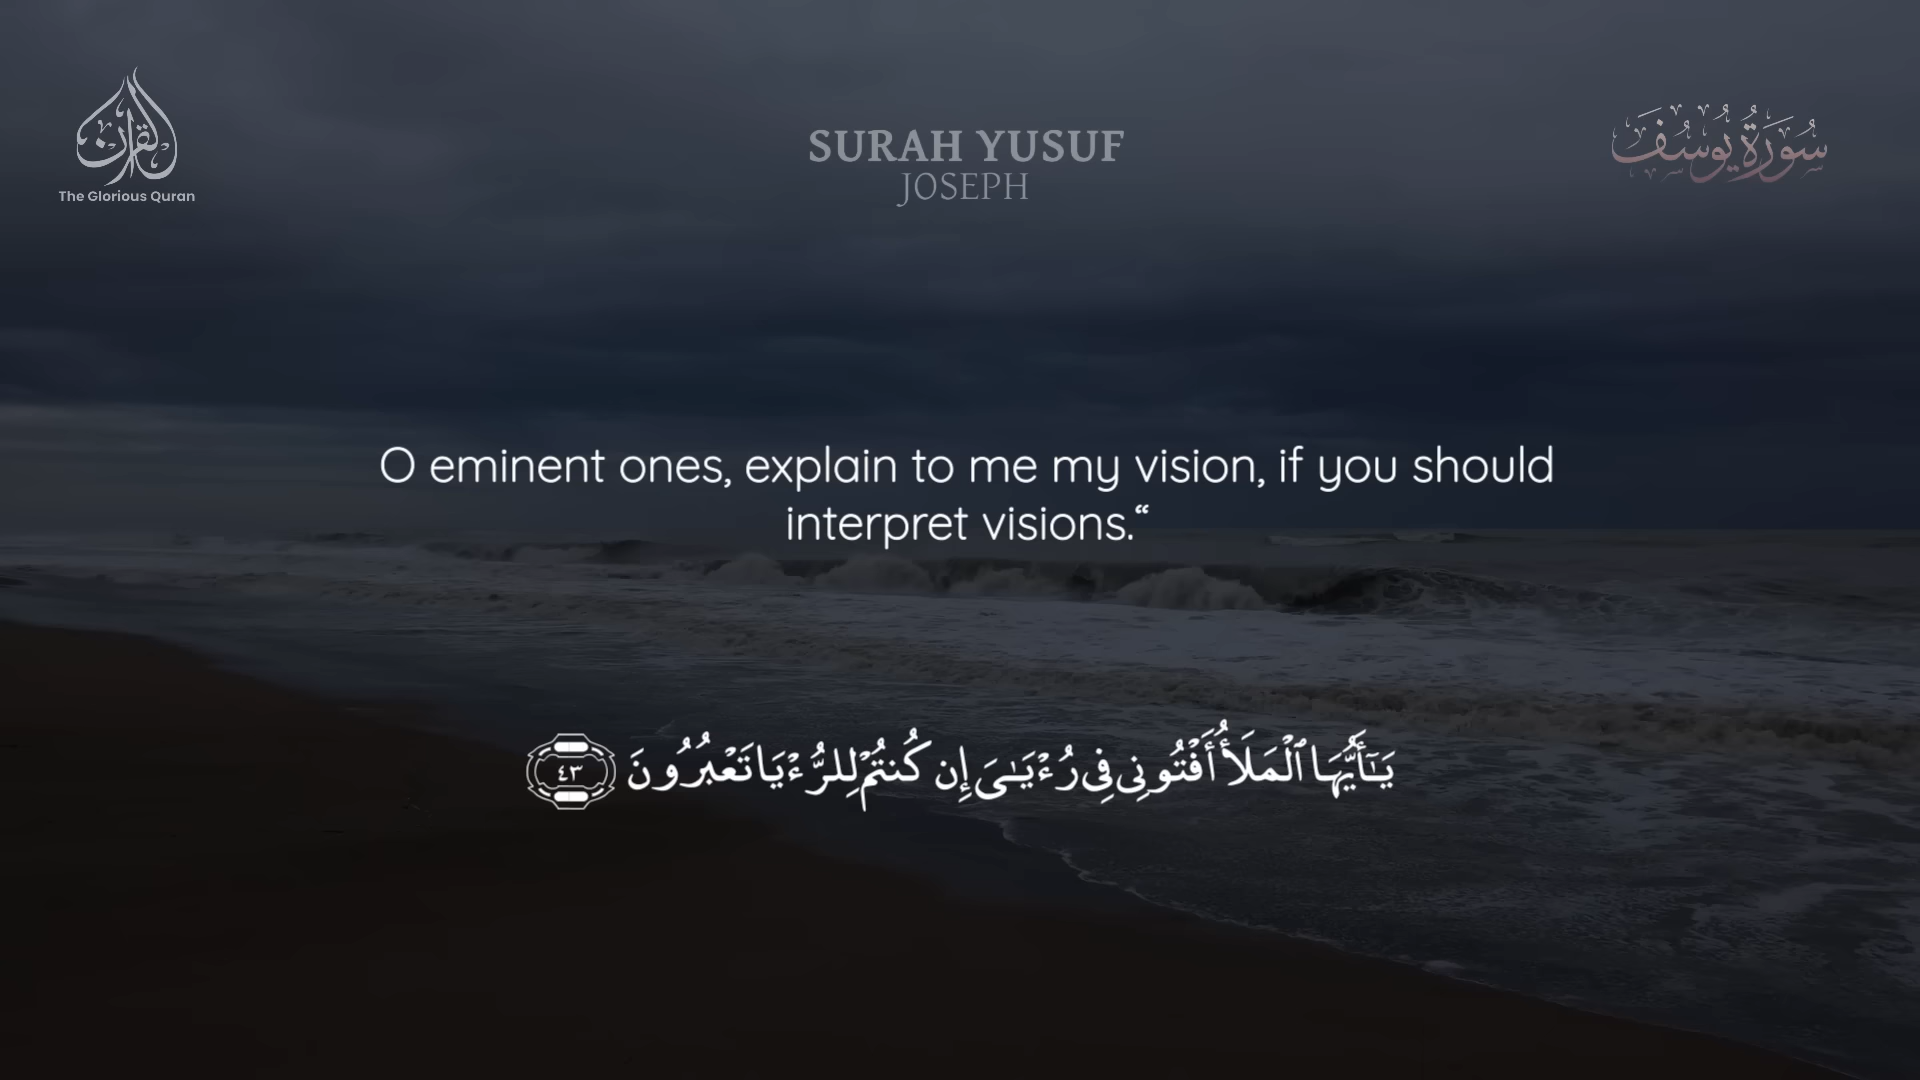 القرآن
The Glorious Quran
SURAH YUSUF
JOSEPH
سُورَةُ يُوسُفَ
O eminent ones, explain to me my vision, if you should
interpret visions.“
يَـٰٓأَيُّهَا ٱلْمَلَأُ أَفْتُونِى فِى رُءْيَـٰىَ إِن كُنتُمْ لِلرُّءْيَا تَعْبُرُونَ ٤٣